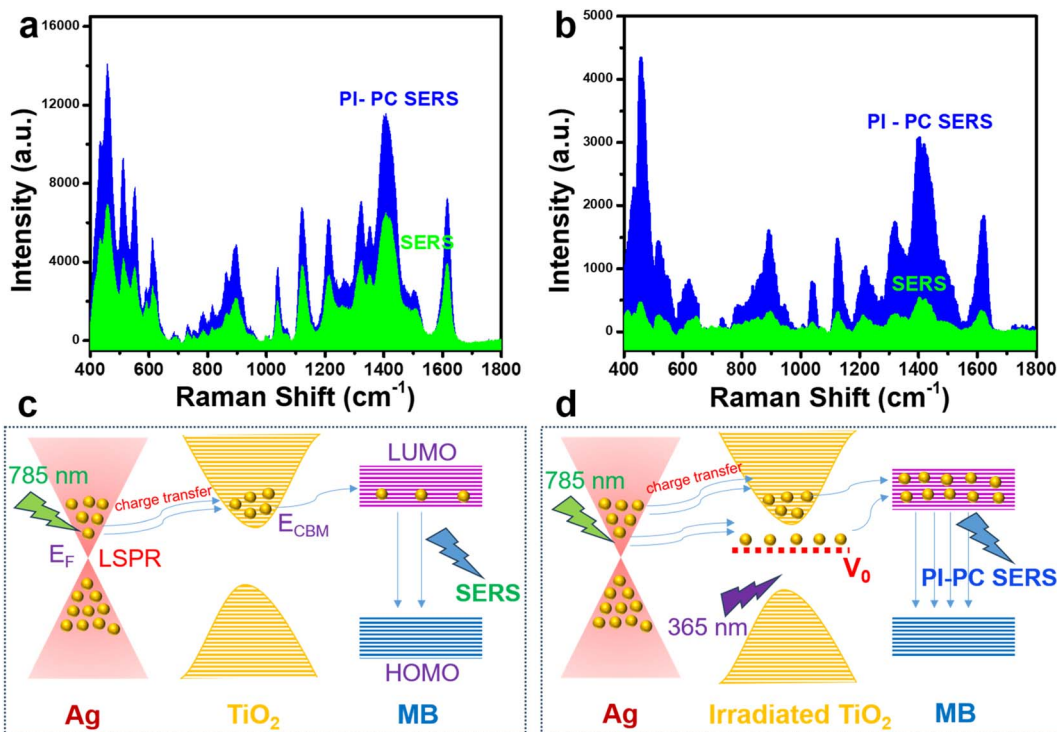 a
16000
12000
8000
4000
0
Intensity (a.u.)
PI- PC SERS
SERS
400 600 800 1000 1200 1400 1600 1800
Raman Shift (cm⁻¹)
b
5000
4000
3000
2000
1000
0
Intensity (a.u.)
PI - PC SERS
SERS
400 600 800 1000 1200 1400 1600 1800
Raman Shift (cm⁻¹)
c
785 nm
charge transfer
LUMO
E_CBM
E_F
LSPR
SERS
HOMO
Ag
TiO₂
MB
d
785 nm
charge transfer
V₀
PI-PC SERS
365 nm
Ag
Irradiated TiO₂
MB